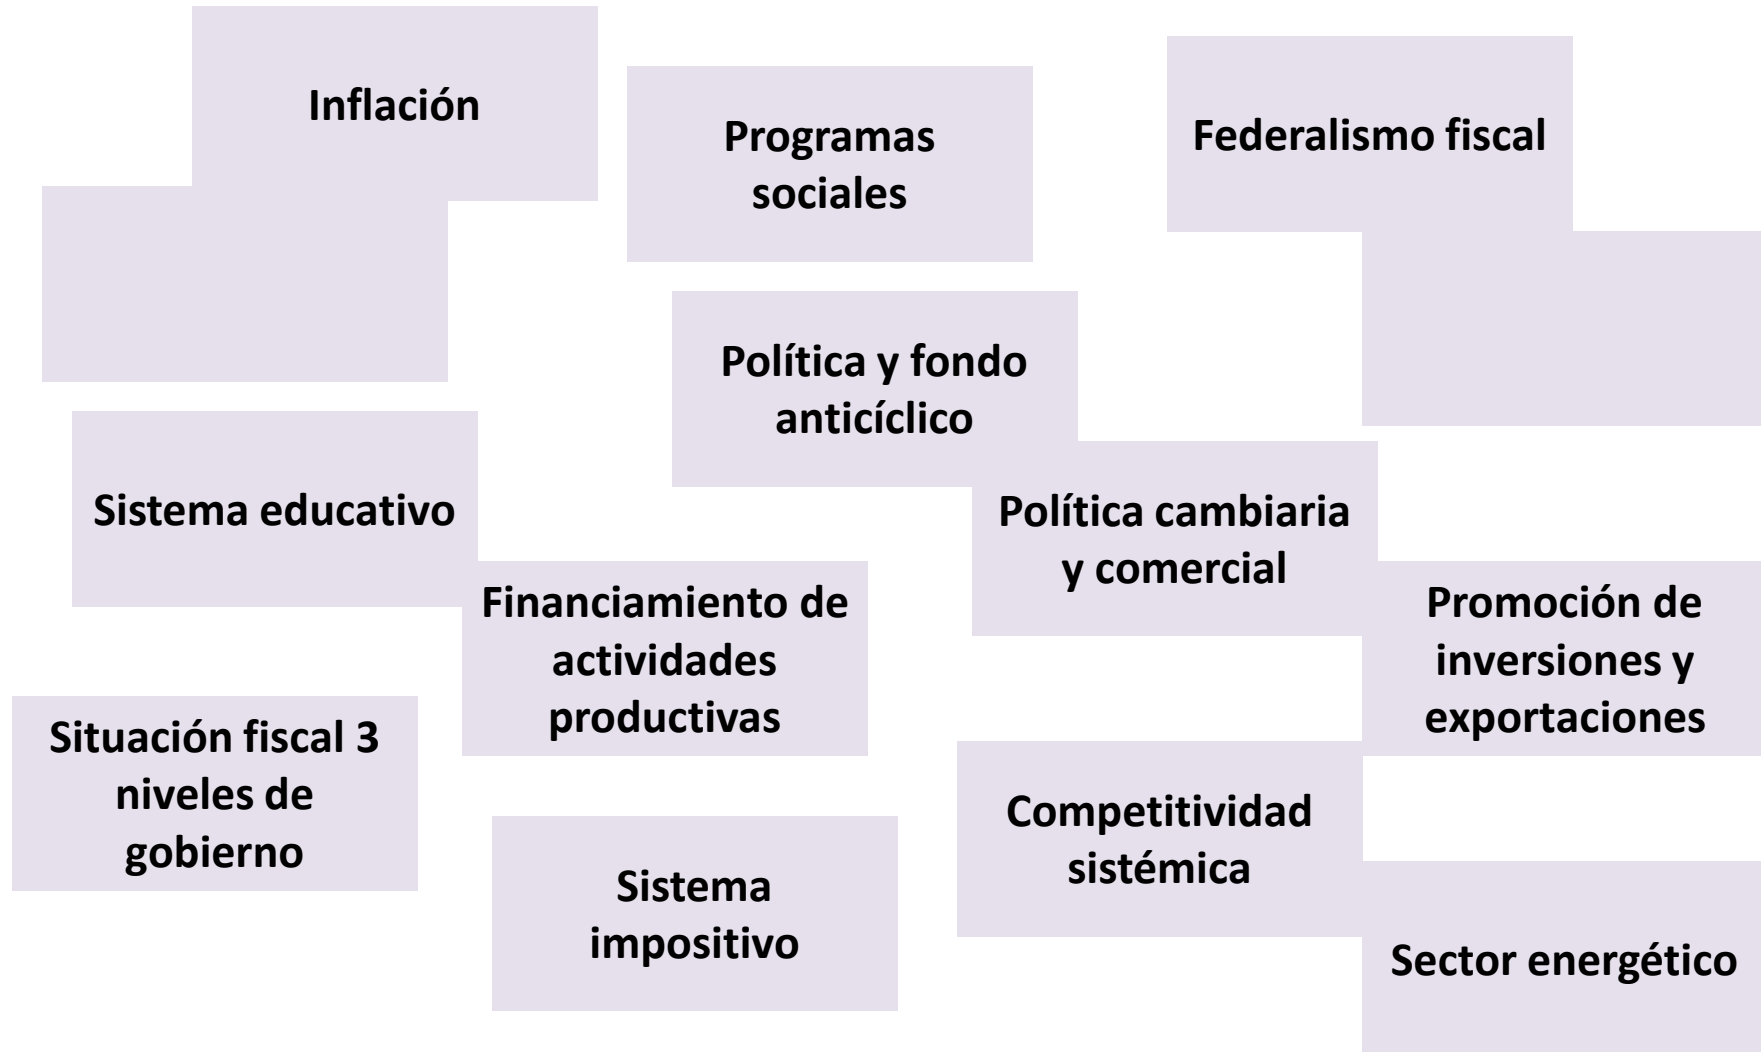 Inflación
Programas
sociales
Federalismo fiscal
Política y fondo
anticíclico
Sistema educativo
Política cambiaria
y comercial
Financiamiento de
actividades
productivas
Promoción de
inversiones y
exportaciones
Situación fiscal 3
niveles de
gobierno
Competitividad
sistémica
Sistema
impositivo
Sector energético